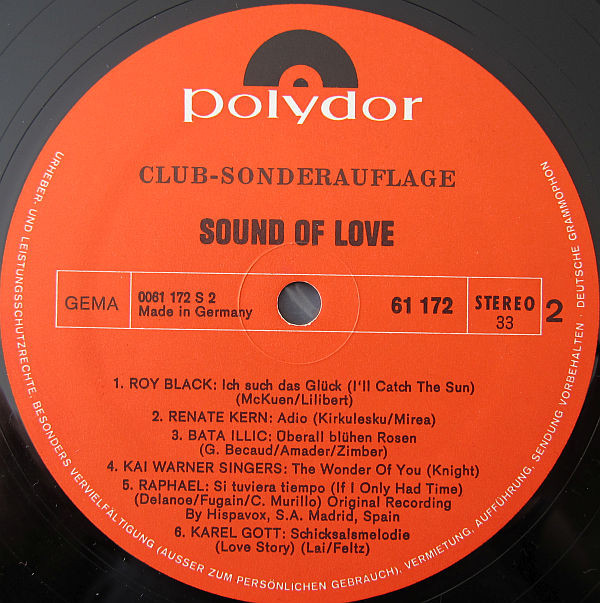 polydor
CLUB-SONDERAUFLAGE
SOUND OF LOVE
GEMA
0061 172 S 2
Made in Germany
61 172
STEREO
33
2
1. ROY BLACK: Ich such das Glück (I'll Catch The Sun)
(McKuen/Lilibert)
2. RENATE KERN: Adio (Kirkulesku/Mirea)
3. BATA ILLIC: Überall blühen Rosen
(G. Becaud/Amader/Zimber)
4. KAI WARNER SINGERS: The Wonder Of You (Knight)
5. RAPHAEL: Si tuviera tiempo (If I Only Had Time)
(Delanoe/Fugain/C. Murillo) Original Recording
By Hispavox, S.A. Madrid, Spain
6. KAREL GOTT: Schicksalsmelodie
(Love Story) (Lai/Feltz)
URHEBER- UND LEISTUNGSSCHUTZRECHTE, BESONDERS VERVIELFÄLTIGUNG (AUSSER ZUM PERSÖNLICHEN GEBRAUCH), VERMIETUNG, AUFFÜHRUNG, SENDUNG VORBEHALTEN · DEUTSCHE GRAMMOPHON